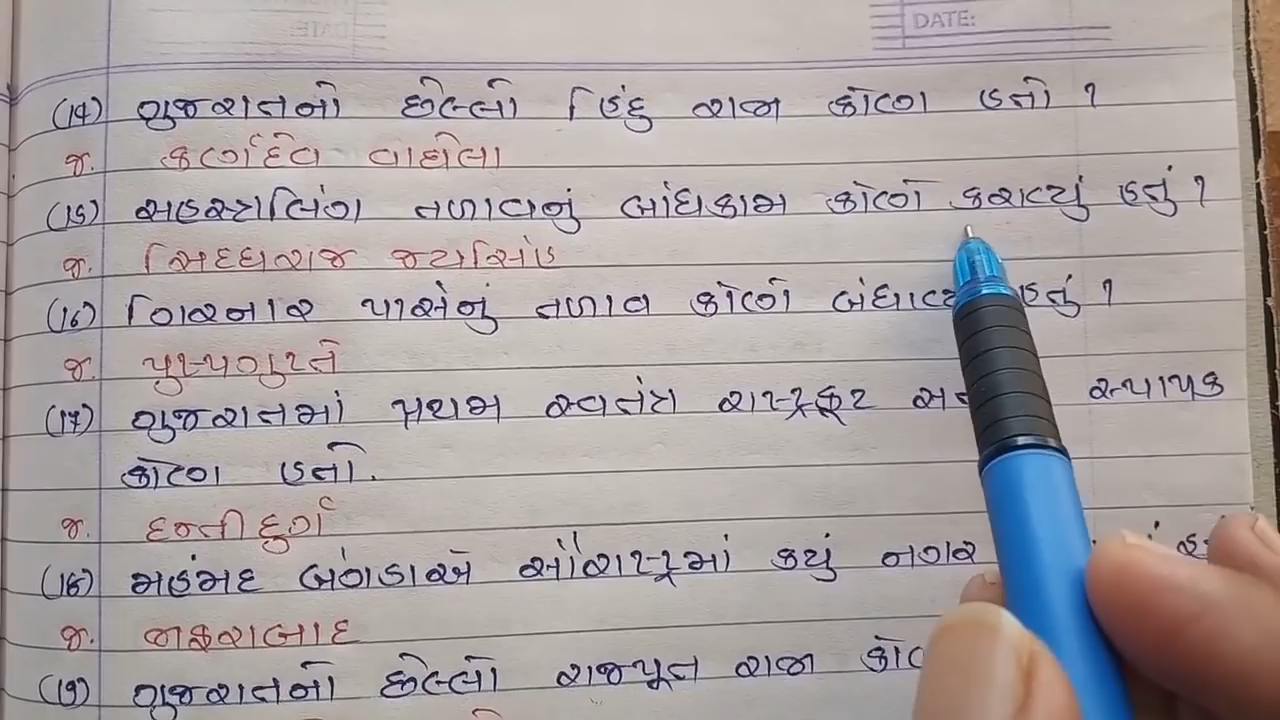 DATE:
(14) ગુજરાતનો છેલ્લો હિંદુ રાજા કોણ હતો ?
જ. કર્ણદેવ વાઘેલા
(15) સહસ્ત્રલિંગ તળાવનું બાંધકામ કોણે કરાવ્યું હતું ?
જ. સિદ્ધરાજ જયસિંહ
(16) ગિરનાર પાસેનું તળાવ કોણે હતું ?
જ. પુષ્પગુપ્તે
(17) ગુજરાતમાં પ્રથમ સ્વતંત્ર રાષ્ટ્રકૂટ સ્થાપક
કોણ હતો.
જ. દન્તીદુર્ગ
(18) મહંમદ બેગડાએ સૌરાષ્ટ્રમાં કયું નગર
જ. મુસ્તફાબાદ
(19) ગુજરાતનો છેલ્લો રાજપૂત રાજા